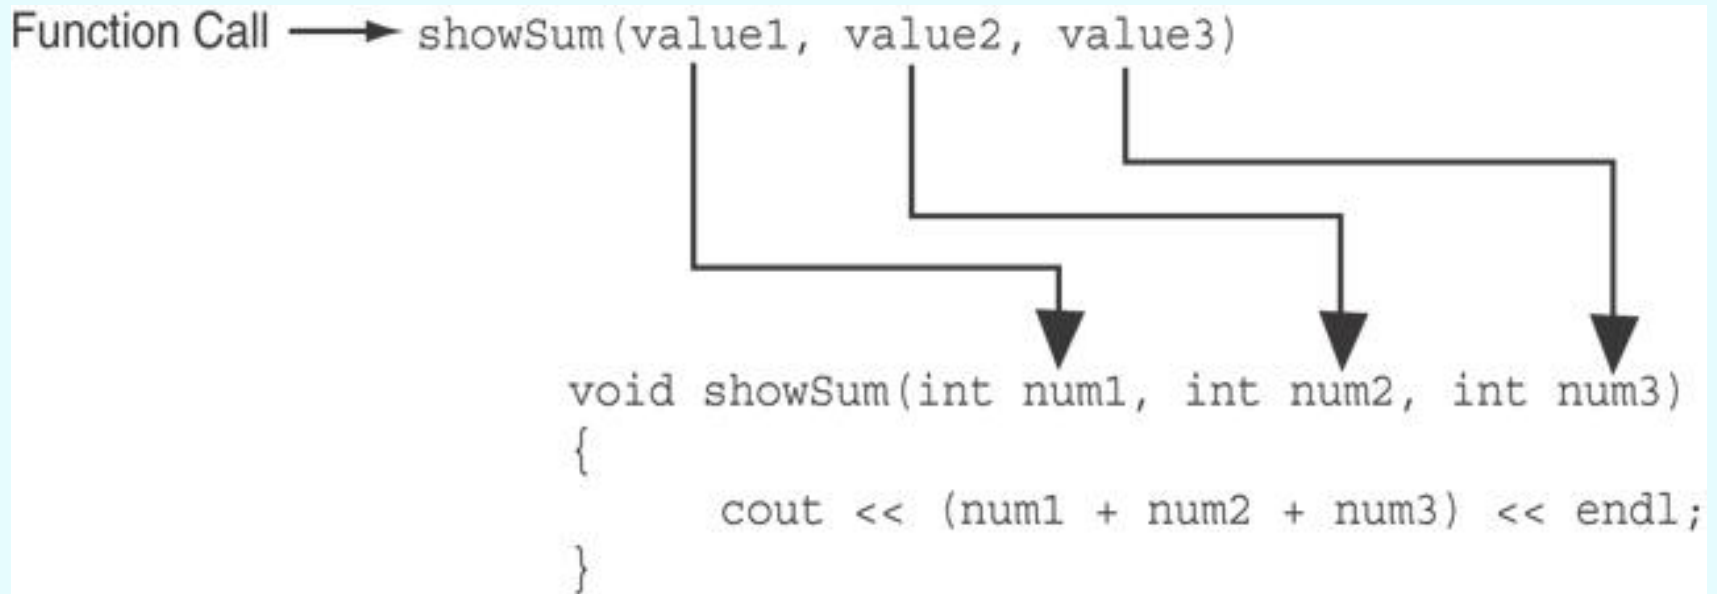 Function Call showSum(value1, value2, value3)
void showSum(int num1, int num2, int num3)
{
cout << (num1 + num2 + num3) << endl;
}